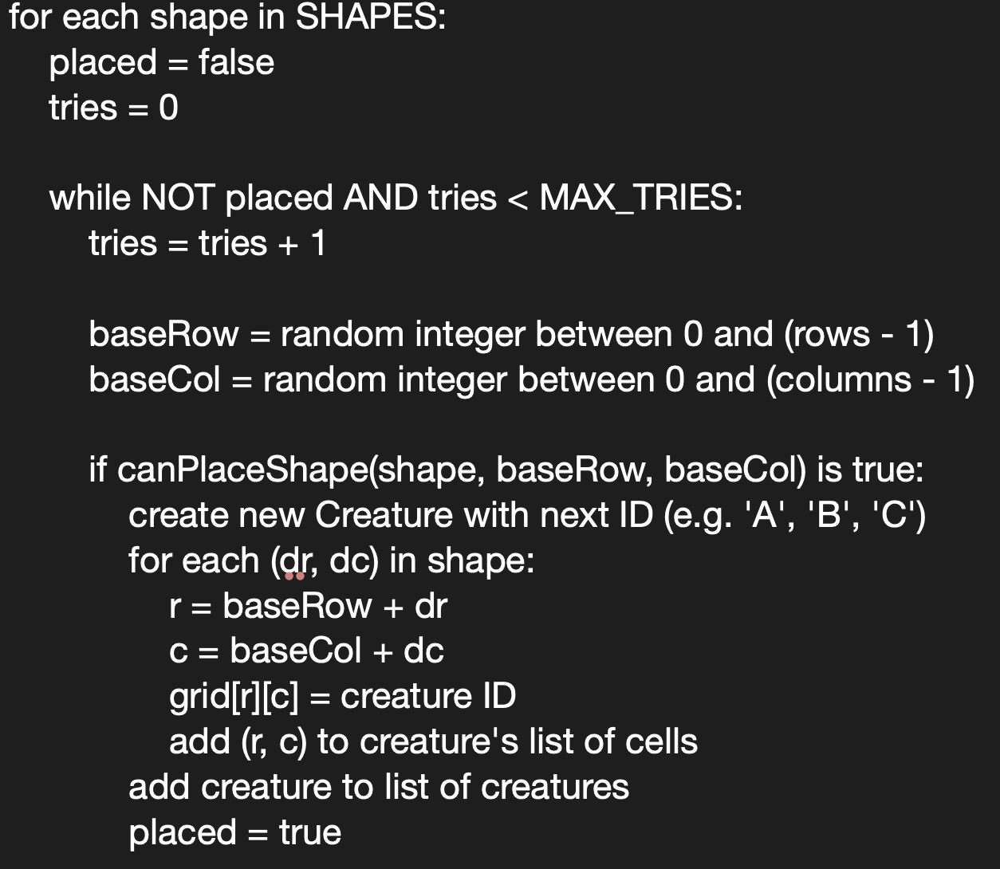 for each shape in SHAPES:
placed = false
tries = 0
while NOT placed AND tries < MAX_TRIES:
tries = tries + 1
baseRow = random integer between 0 and (rows - 1)
baseCol = random integer between 0 and (columns - 1)
if canPlaceShape(shape, baseRow, baseCol) is true:
create new Creature with next ID (e.g. 'A', 'B', 'C')
for each (dr, dc) in shape:
r = baseRow + dr
c = baseCol + dc
grid[r][c] = creature ID
add (r, c) to creature's list of cells
add creature to list of creatures
placed = true